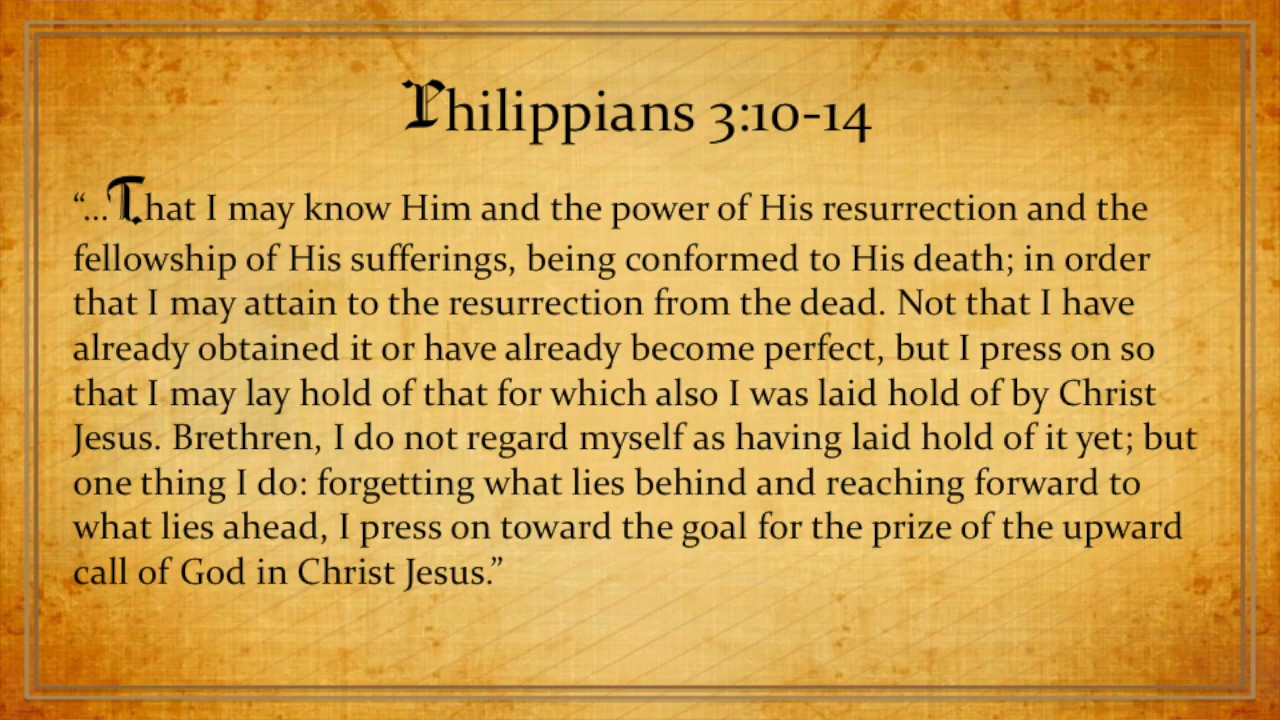 Philippians 3:10-14
“...That I may know Him and the power of His resurrection and the
fellowship of His sufferings, being conformed to His death; in order
that I may attain to the resurrection from the dead. Not that I have
already obtained it or have already become perfect, but I press on so
that I may lay hold of that for which also I was laid hold of by Christ
Jesus. Brethren, I do not regard myself as having laid hold of it yet; but
one thing I do: forgetting what lies behind and reaching forward to
what lies ahead, I press on toward the goal for the prize of the upward
call of God in Christ Jesus.”